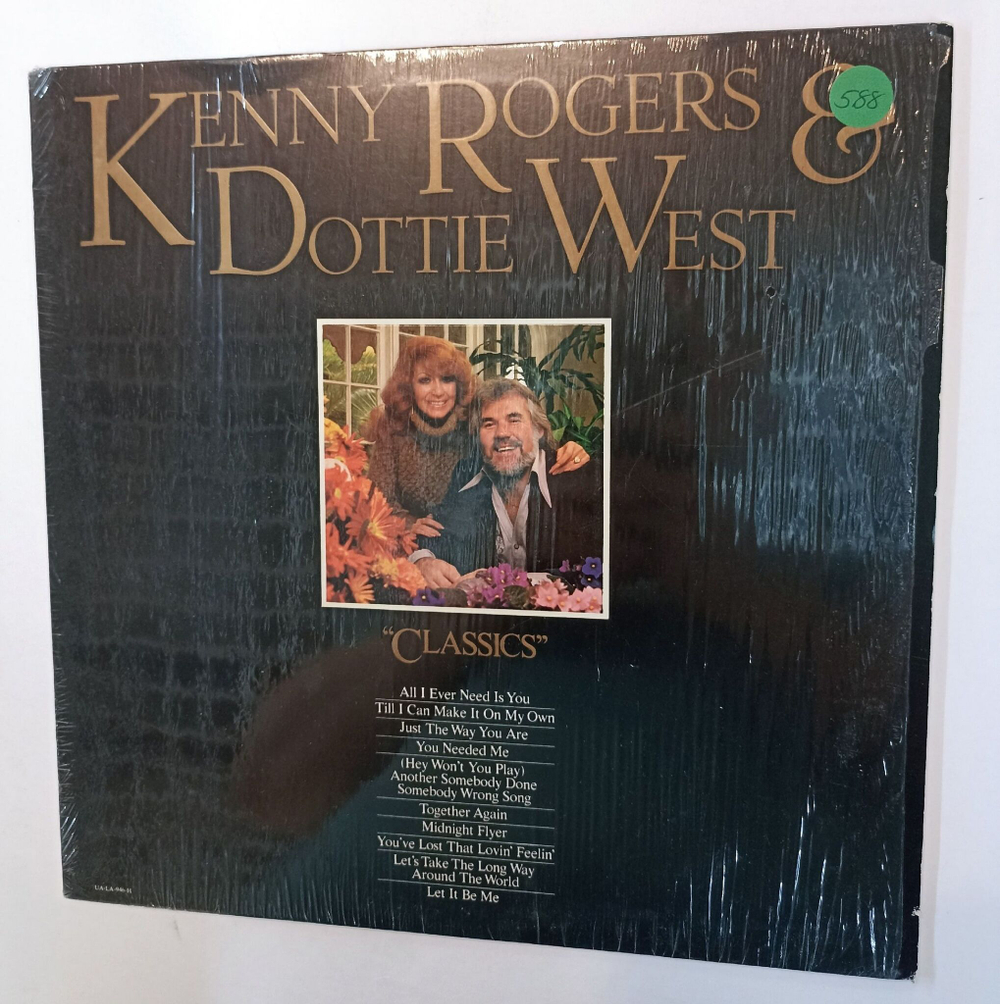 KENNY ROGERS &
DOTTIE WEST
588
“CLASSICS”
All I Ever Need Is You
Till I Can Make It On My Own
Just The Way You Are
You Needed Me
(Hey Won't You Play)
Another Somebody Done
Somebody Wrong Song
Together Again
Midnight Flyer
You've Lost That Lovin' Feelin'
Let's Take The Long Way
Around The World
Let It Be Me
UA-LA-946-H